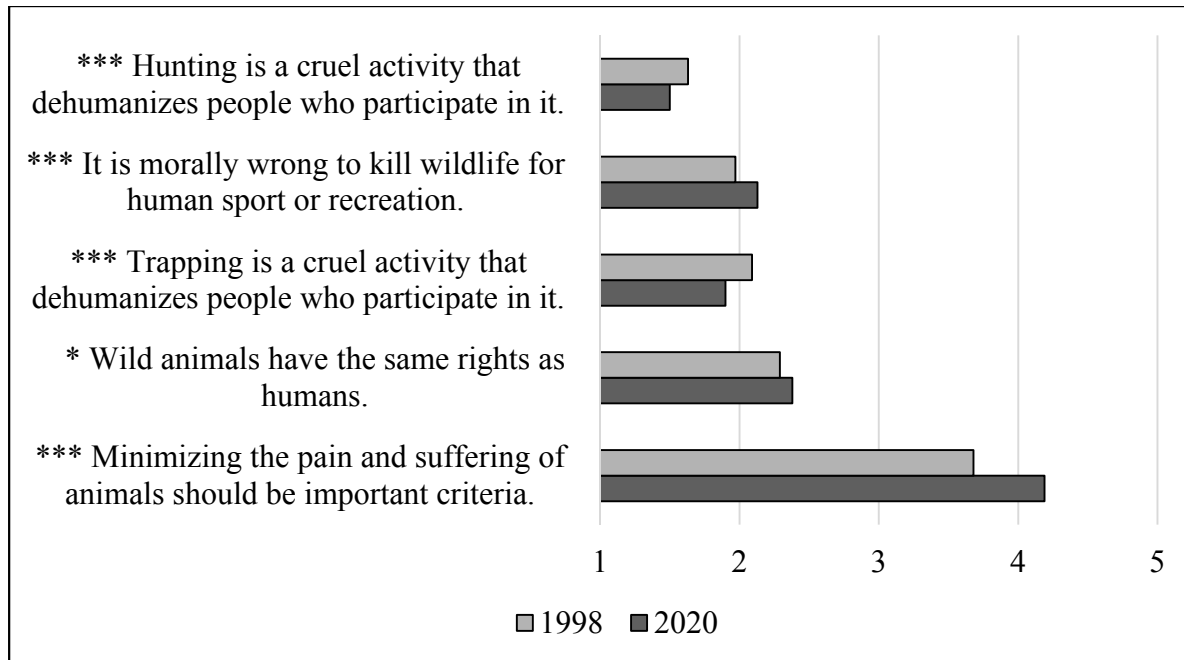 *** Hunting is a cruel activity that
dehumanizes people who participate in it.
*** It is morally wrong to kill wildlife for
human sport or recreation.
*** Trapping is a cruel activity that
dehumanizes people who participate in it.
* Wild animals have the same rights as
humans.
*** Minimizing the pain and suffering of
animals should be important criteria.
1 2 3 4 5
1998 2020